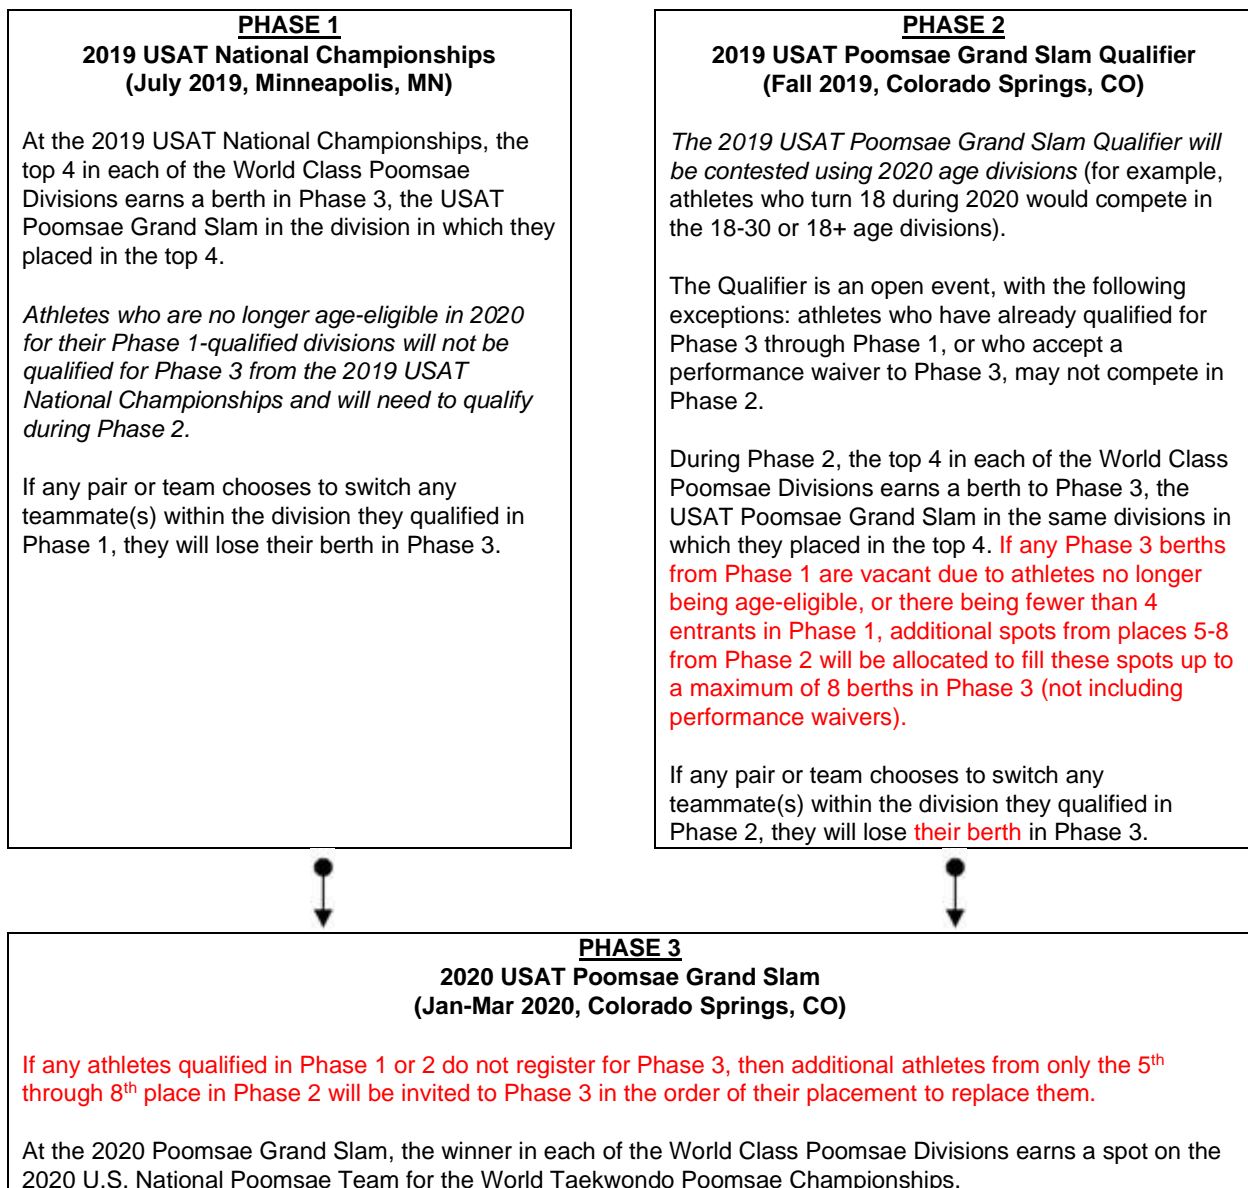 PHASE 1
2019 USAT National Championships
(July 2019, Minneapolis, MN)
At the 2019 USAT National Championships, the
top 4 in each of the World Class Poomsae
Divisions earns a berth in Phase 3, the USAT
Poomsae Grand Slam in the division in which they
placed in the top 4.
Athletes who are no longer age-eligible in 2020
for their Phase 1-qualified divisions will not be
qualified for Phase 3 from the 2019 USAT
National Championships and will need to qualify
during Phase 2.
If any pair or team chooses to switch any
teammate(s) within the division they qualified in
Phase 1, they will lose their berth in Phase 3.
PHASE 2
2019 USAT Poomsae Grand Slam Qualifier
(Fall 2019, Colorado Springs, CO)
The 2019 USAT Poomsae Grand Slam Qualifier will
be contested using 2020 age divisions (for example,
athletes who turn 18 during 2020 would compete in
the 18-30 or 18+ age divisions).
The Qualifier is an open event, with the following
exceptions: athletes who have already qualified for
Phase 3 through Phase 1, or who accept a
performance waiver to Phase 3, may not compete in
Phase 2.
During Phase 2, the top 4 in each of the World Class
Poomsae Divisions earns a berth to Phase 3, the
USAT Poomsae Grand Slam in the same divisions in
which they placed in the top 4. If any Phase 3 berths
from Phase 1 are vacant due to athletes no longer
being age-eligible, or there being fewer than 4
entrants in Phase 1, additional spots from places 5-8
from Phase 2 will be allocated to fill these spots up to
a maximum of 8 berths in Phase 3 (not including
performance waivers).
If any pair or team chooses to switch any
teammate(s) within the division they qualified in
Phase 2, they will lose their berth in Phase 3.
PHASE 3
2020 USAT Poomsae Grand Slam
(Jan-Mar 2020, Colorado Springs, CO)
If any athletes qualified in Phase 1 or 2 do not register for Phase 3, then additional athletes from only the 5th
through 8th place in Phase 2 will be invited to Phase 3 in the order of their placement to replace them.
At the 2020 Poomsae Grand Slam, the winner in each of the World Class Poomsae Divisions earns a spot on the
2020 U.S. National Poomsae Team for the World Taekwondo Poomsae Championships.